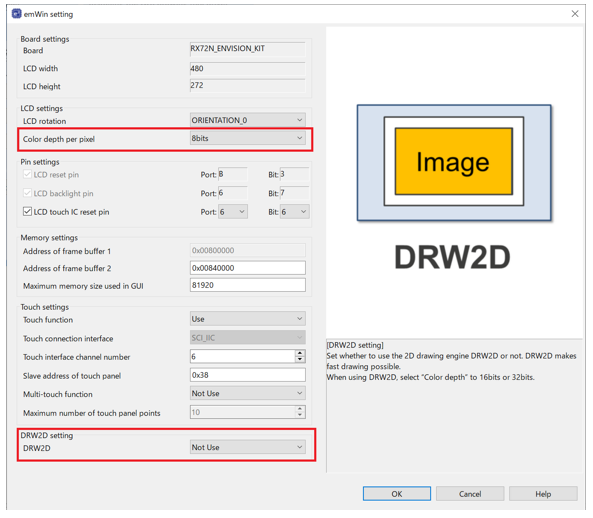 emWin setting
Board settings
Board RX72N_ENVISION_KIT
LCD width 480
LCD height 272
LCD settings
LCD rotation ORIENTATION_0
Color depth per pixel 8bits
Pin settings
LCD reset pin Port: 8 Bit: 3
LCD backlight pin Port: 6 Bit: 7
LCD touch IC reset pin Port: 6 Bit: 6
Memory settings
Address of frame buffer 1 0x00800000
Address of frame buffer 2 0x00840000
Maximum memory size used in GUI 81920
Touch settings
Touch function Use
Touch connection interface SCI_IIC
Touch interface channel number 6
Slave address of touch panel 0x38
Multi-touch function Not Use
Maximum number of touch panel points 10
DRW2D setting
DRW2D Not Use
Image
DRW2D
[DRW2D setting]
Set whether to use the 2D drawing engine DRW2D or not. DRW2D makes
fast drawing possible.
When using DRW2D, select "Color depth" to 16bits or 32bits.
OK Cancel Help